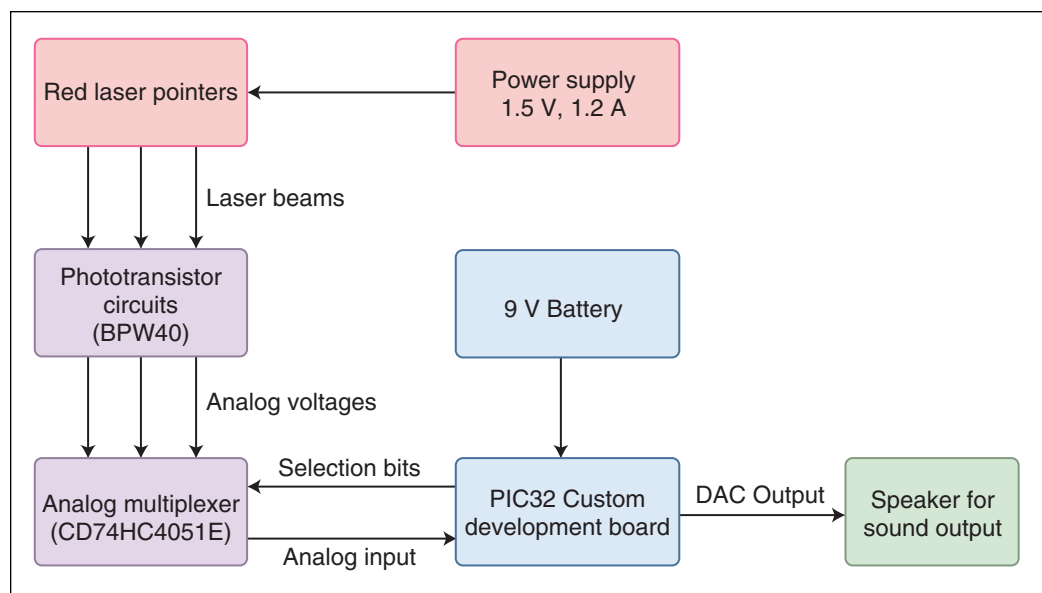 Red laser pointers
Power supply
1.5 V, 1.2 A
Laser beams
Phototransistor
circuits
(BPW40)
9 V Battery
Analog voltages
Analog multiplexer
(CD74HC4051E)
Selection bits
Analog input
PIC32 Custom
development board
DAC Output
Speaker for
sound output